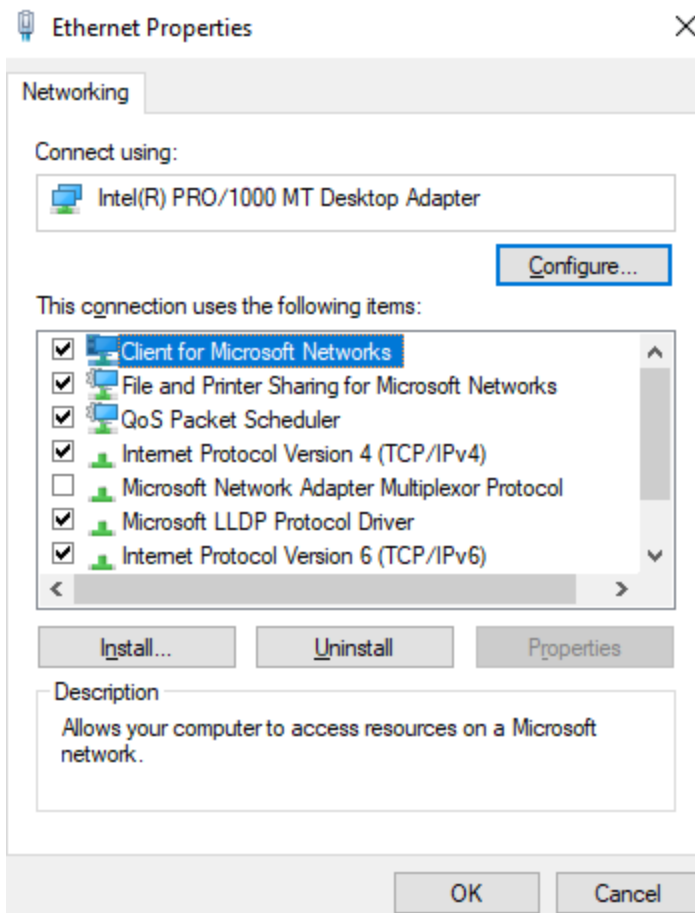 Ethernet Properties
Networking
Connect using:
Intel(R) PRO/1000 MT Desktop Adapter
Configure...
This connection uses the following items:
Client for Microsoft Networks
File and Printer Sharing for Microsoft Networks
QoS Packet Scheduler
Internet Protocol Version 4 (TCP/IPv4)
Microsoft Network Adapter Multiplexor Protocol
Microsoft LLDP Protocol Driver
Internet Protocol Version 6 (TCP/IPv6)
Install...
Uninstall
Properties
Description
Allows your computer to access resources on a Microsoft
network.
OK
Cancel